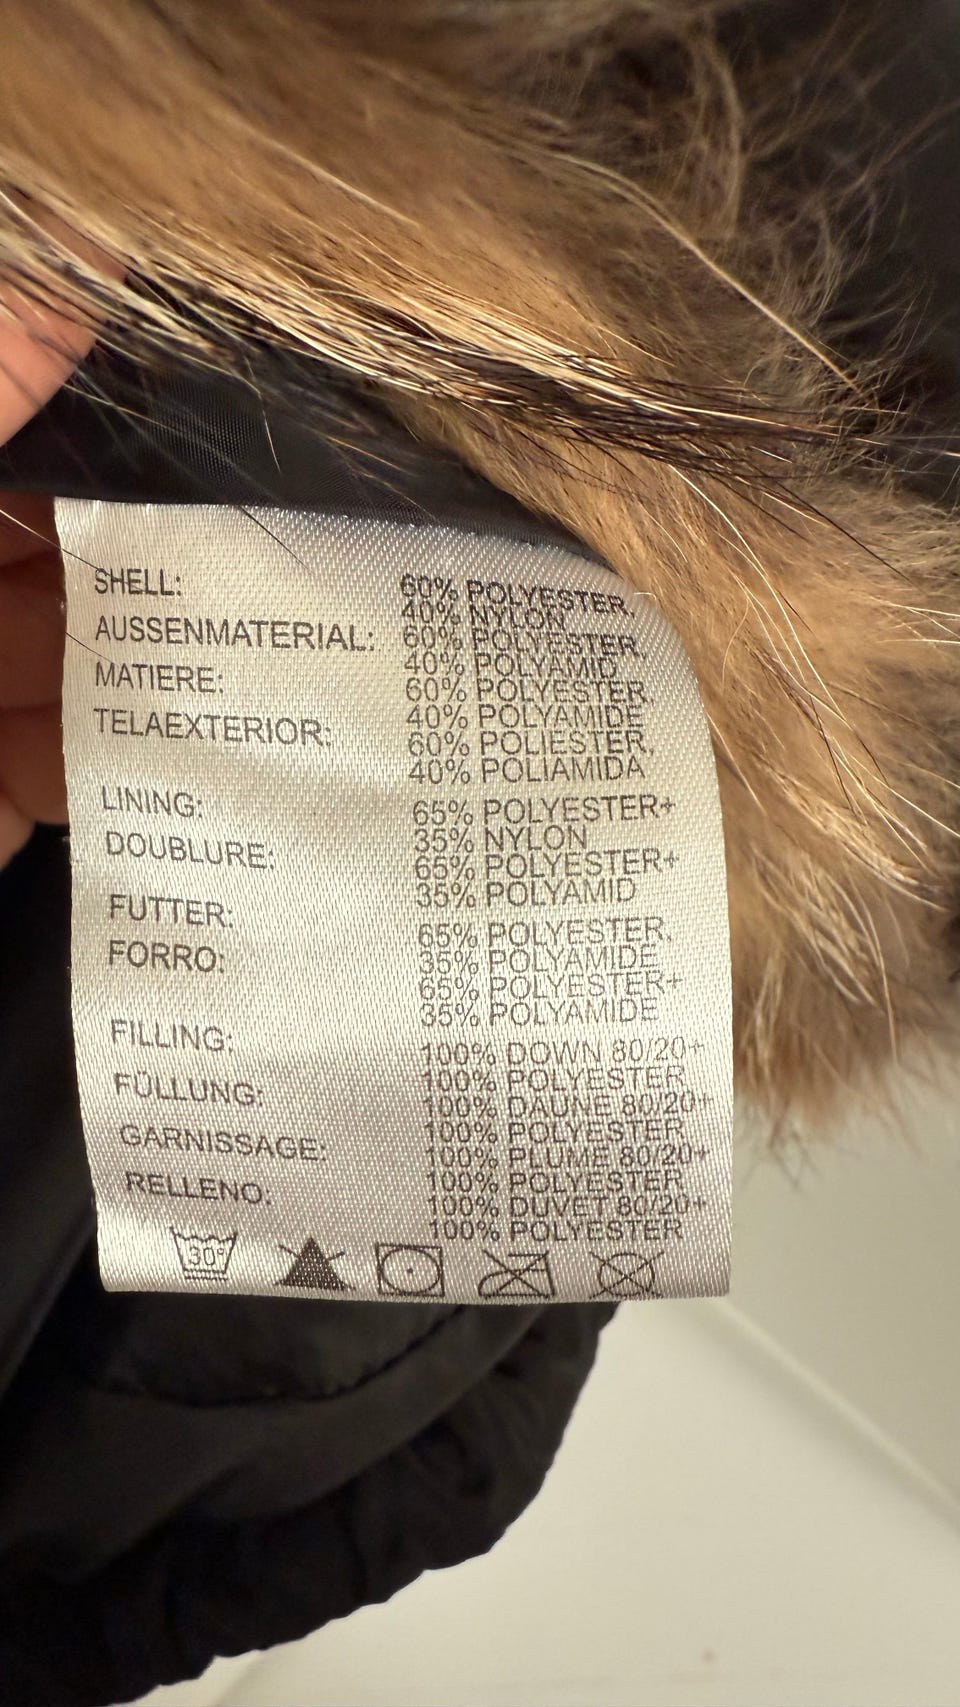 SHELL: 60% POLYESTER,
40% NYLON
AUSSENMATERIAL: 60% POLYESTER,
40% POLYAMID
MATIERE: 60% POLYESTER,
40% POLYAMIDE
TELAEXTERIOR: 60% POLIESTER,
40% POLIAMIDA
LINING: 65% POLYESTER+
35% NYLON
DOUBLURE: 65% POLYESTER+
35% POLYAMID
FUTTER: 65% POLYESTER,
35% POLYAMIDE
FORRO: 65% POLYESTER+
35% POLYAMIDE
FILLING: 100% DOWN 80/20+
100% POLYESTER
FÜLLUNG: 100% DAUNE 80/20+
100% POLYESTER
GARNISSAGE: 100% PLUME 80/20+
100% POLYESTER
RELLENO: 100% DUVET 80/20+
100% POLYESTER
30°